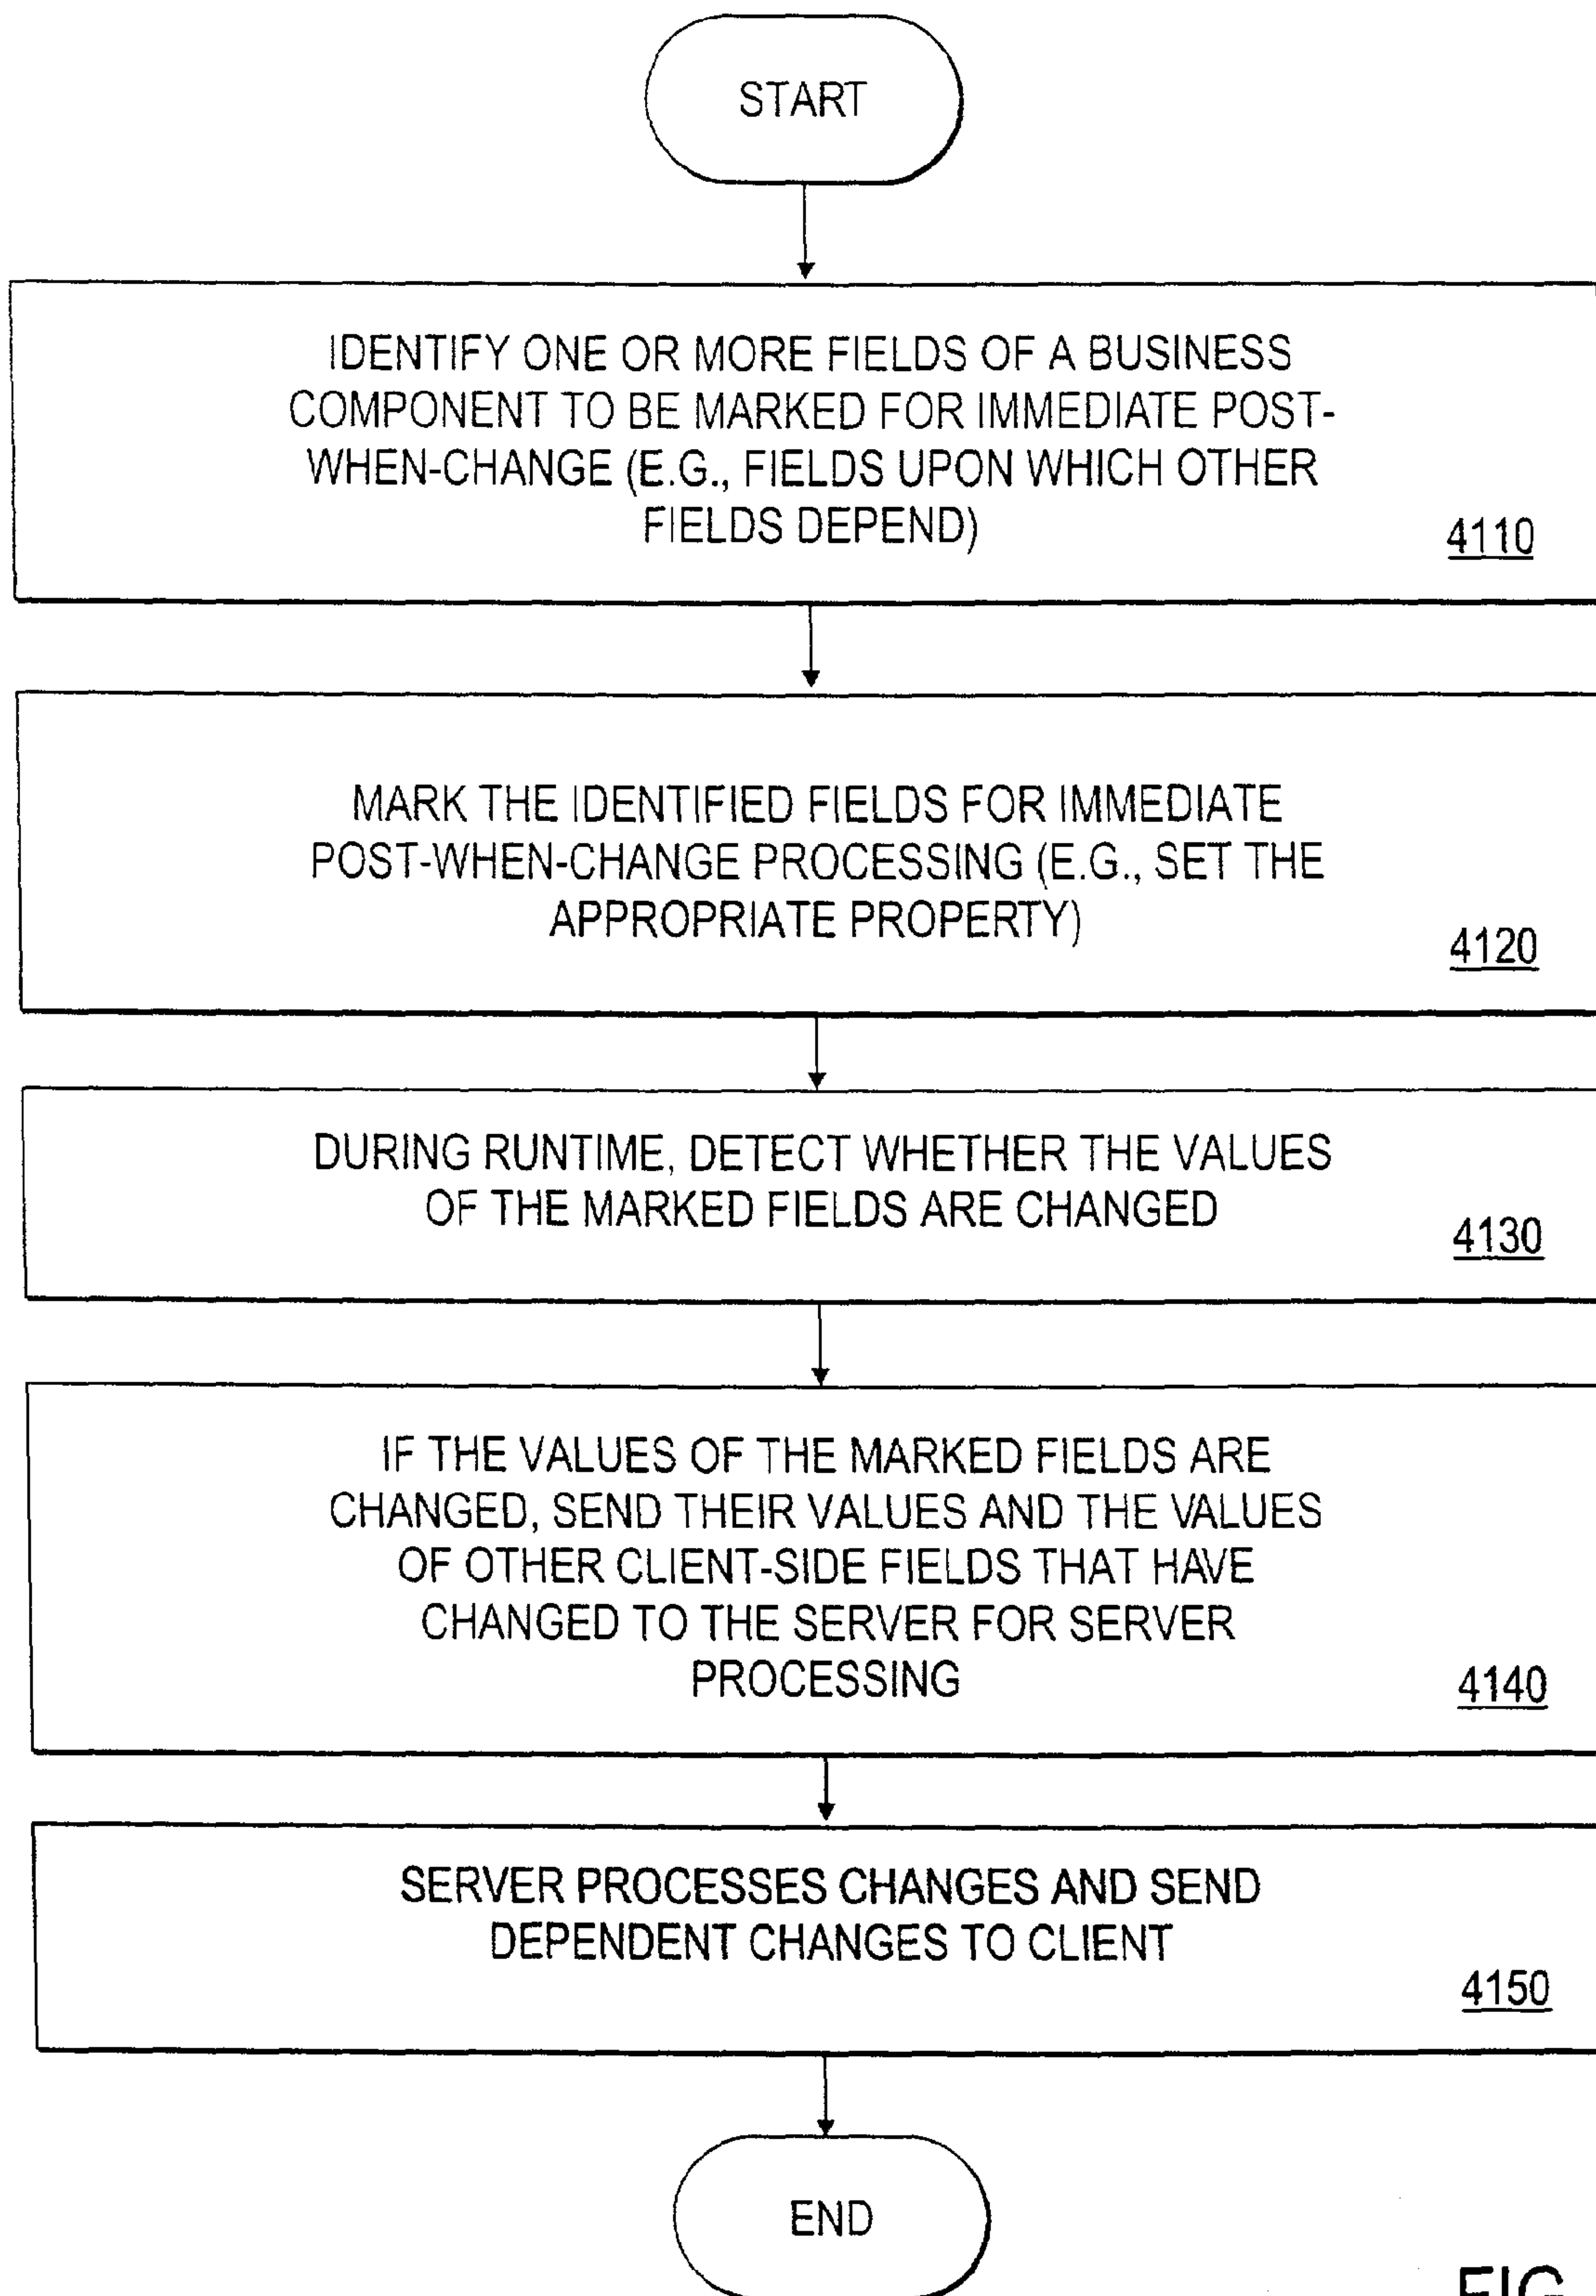 START
IDENTIFY ONE OR MORE FIELDS OF A BUSINESS
COMPONENT TO BE MARKED FOR IMMEDIATE POST-
WHEN-CHANGE (E.G., FIELDS UPON WHICH OTHER
FIELDS DEPEND)
4110
MARK THE IDENTIFIED FIELDS FOR IMMEDIATE
POST-WHEN-CHANGE PROCESSING (E.G., SET THE
APPROPRIATE PROPERTY)
4120
DURING RUNTIME, DETECT WHETHER THE VALUES
OF THE MARKED FIELDS ARE CHANGED
4130
IF THE VALUES OF THE MARKED FIELDS ARE
CHANGED, SEND THEIR VALUES AND THE VALUES
OF OTHER CLIENT-SIDE FIELDS THAT HAVE
CHANGED TO THE SERVER FOR SERVER
PROCESSING
4140
SERVER PROCESSES CHANGES AND SEND
DEPENDENT CHANGES TO CLIENT
4150
END
FIG